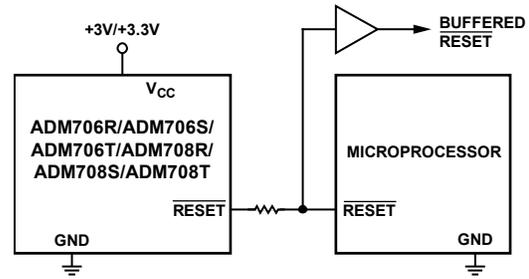 +3V/+3.3V
BUFFERED
RESET
VCC
ADM706R/ADM706S/
ADM706T/ADM708R/
ADM708S/ADM708T
MICROPROCESSOR
RESET
RESET
GND
GND